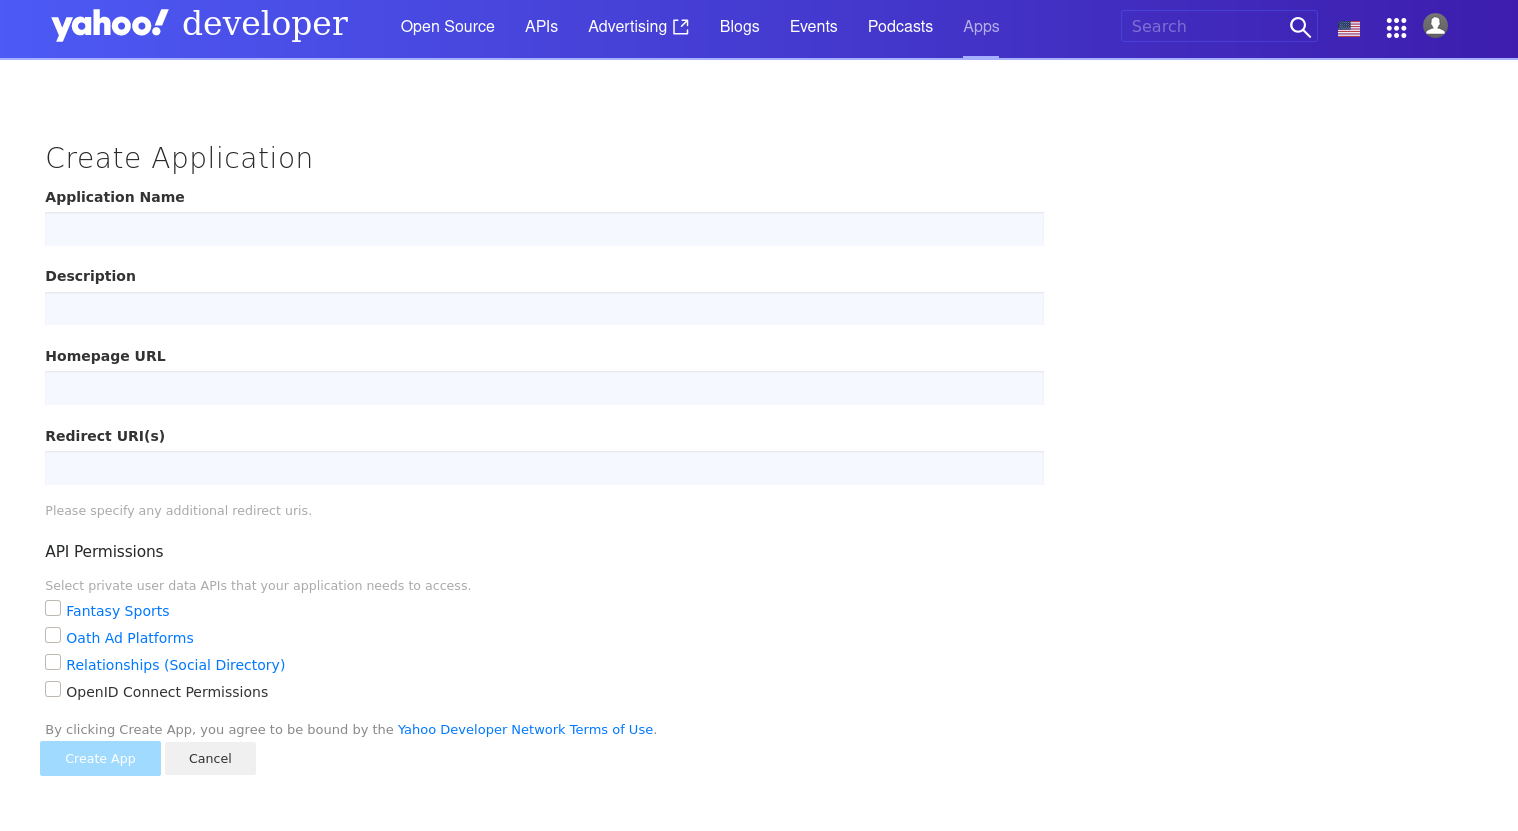 yahoo! developer
Open Source APIs Advertising Blogs Events Podcasts Apps Search
Create Application
Application Name
Description
Homepage URL
Redirect URI(s)
Please specify any additional redirect uris.
API Permissions
Select private user data APIs that your application needs to access.
Fantasy Sports
Oath Ad Platforms
Relationships (Social Directory)
OpenID Connect Permissions
By clicking Create App, you agree to be bound by the Yahoo Developer Network Terms of Use.
Create App Cancel